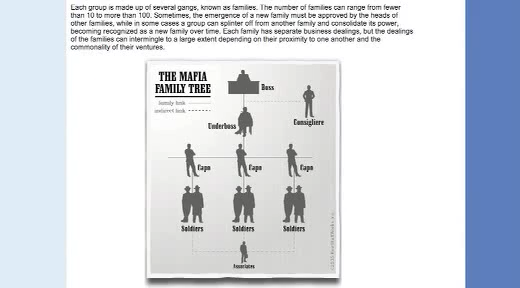 Each group is made up of several gangs, known as families. The number of families can range from fewer
than 10 to more than 100. Sometimes, the emergence of a new family must be approved by the heads of
other families, while in some cases a group can splinter off from another family and consolidate its power,
becoming recognized as a new family over time. Each family has separate business dealings, but the dealings
of the families can intermingle to a large extent depending on their proximity to one another and the
commonality of their ventures.
THE MAFIA
FAMILY TREE
family link
indirect link
Boss
Consigliere
Underboss
Capo
Capo
Capo
Soldiers
Soldiers
Soldiers
Associates